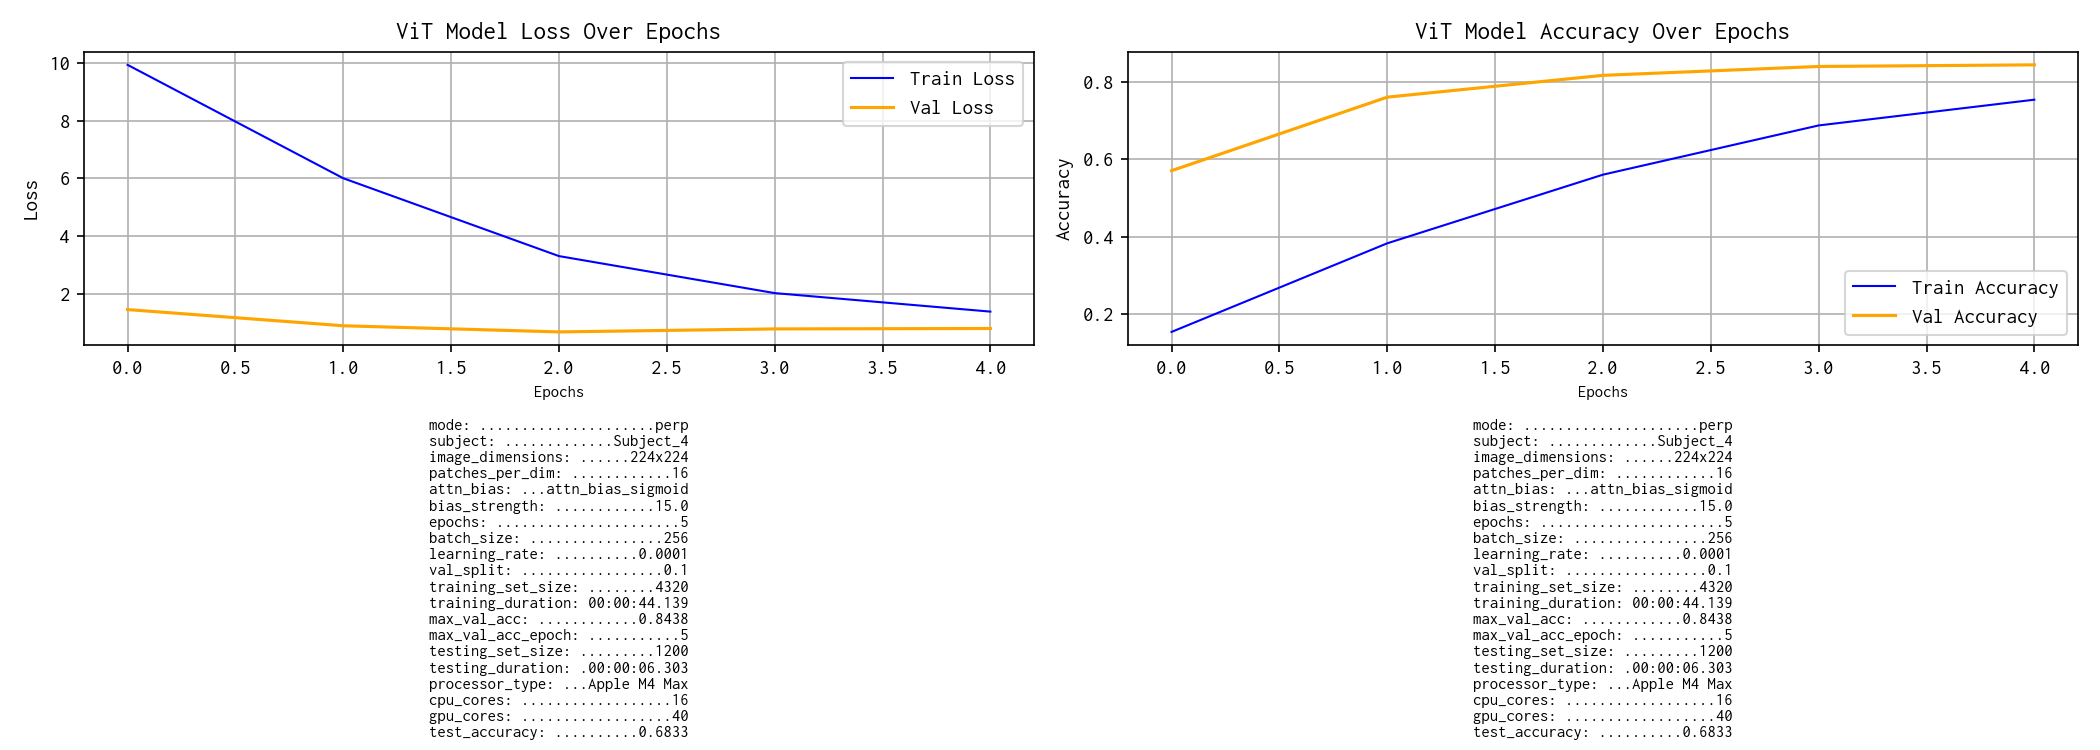 ViT Model Loss Over Epochs
10
8
6
4
2
Loss
Train Loss
Val Loss
0.0 0.5 1.0 1.5 2.0 2.5 3.0 3.5 4.0
Epochs
mode: .....................perp
subject: .............Subject_4
image_dimensions: ......224x224
patches_per_dim: ............16
attn_bias: ...attn_bias_sigmoid
bias_strength: ............15.0
epochs: ......................5
batch_size: ................256
learning_rate: ..........0.0001
val_split: .................0.1
training_set_size: ........4320
training_duration: 00:00:44.139
max_val_acc: ............0.8438
max_val_acc_epoch: ...........5
testing_set_size: .........1200
testing_duration: .00:00:06.303
processor_type: ...Apple M4 Max
cpu_cores: ..................16
gpu_cores: ..................40
test_accuracy: ..........0.6833
ViT Model Accuracy Over Epochs
0.8
0.6
0.4
0.2
Accuracy
Train Accuracy
Val Accuracy
0.0 0.5 1.0 1.5 2.0 2.5 3.0 3.5 4.0
Epochs
mode: .....................perp
subject: .............Subject_4
image_dimensions: ......224x224
patches_per_dim: ............16
attn_bias: ...attn_bias_sigmoid
bias_strength: ............15.0
epochs: ......................5
batch_size: ................256
learning_rate: ..........0.0001
val_split: .................0.1
training_set_size: ........4320
training_duration: 00:00:44.139
max_val_acc: ............0.8438
max_val_acc_epoch: ...........5
testing_set_size: .........1200
testing_duration: .00:00:06.303
processor_type: ...Apple M4 Max
cpu_cores: ..................16
gpu_cores: ..................40
test_accuracy: ..........0.6833